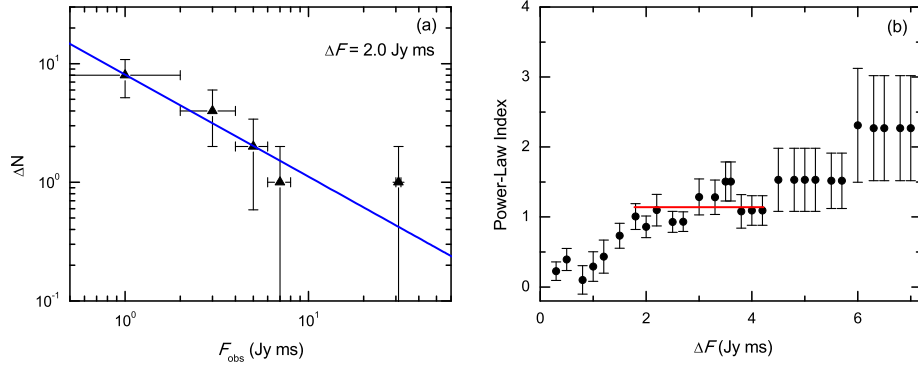 (a)
ΔF = 2.0 Jy ms
10¹
10⁰
10⁻¹
ΔN
10⁰
10¹
F_obs (Jy ms)
(b)
4
3
2
1
0
Power-Law Index
0
2
4
6
ΔF (Jy ms)